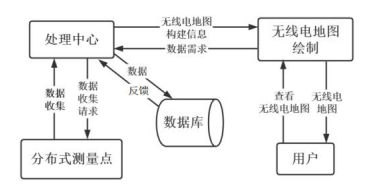 处理中心
无线电地图
构建信息
数据需求
无线电地图
绘制
数据
收集
数据
收集
请求
数据
反馈
数据库
查看
无线电地图
无线电
地图
分布式测量点
用户